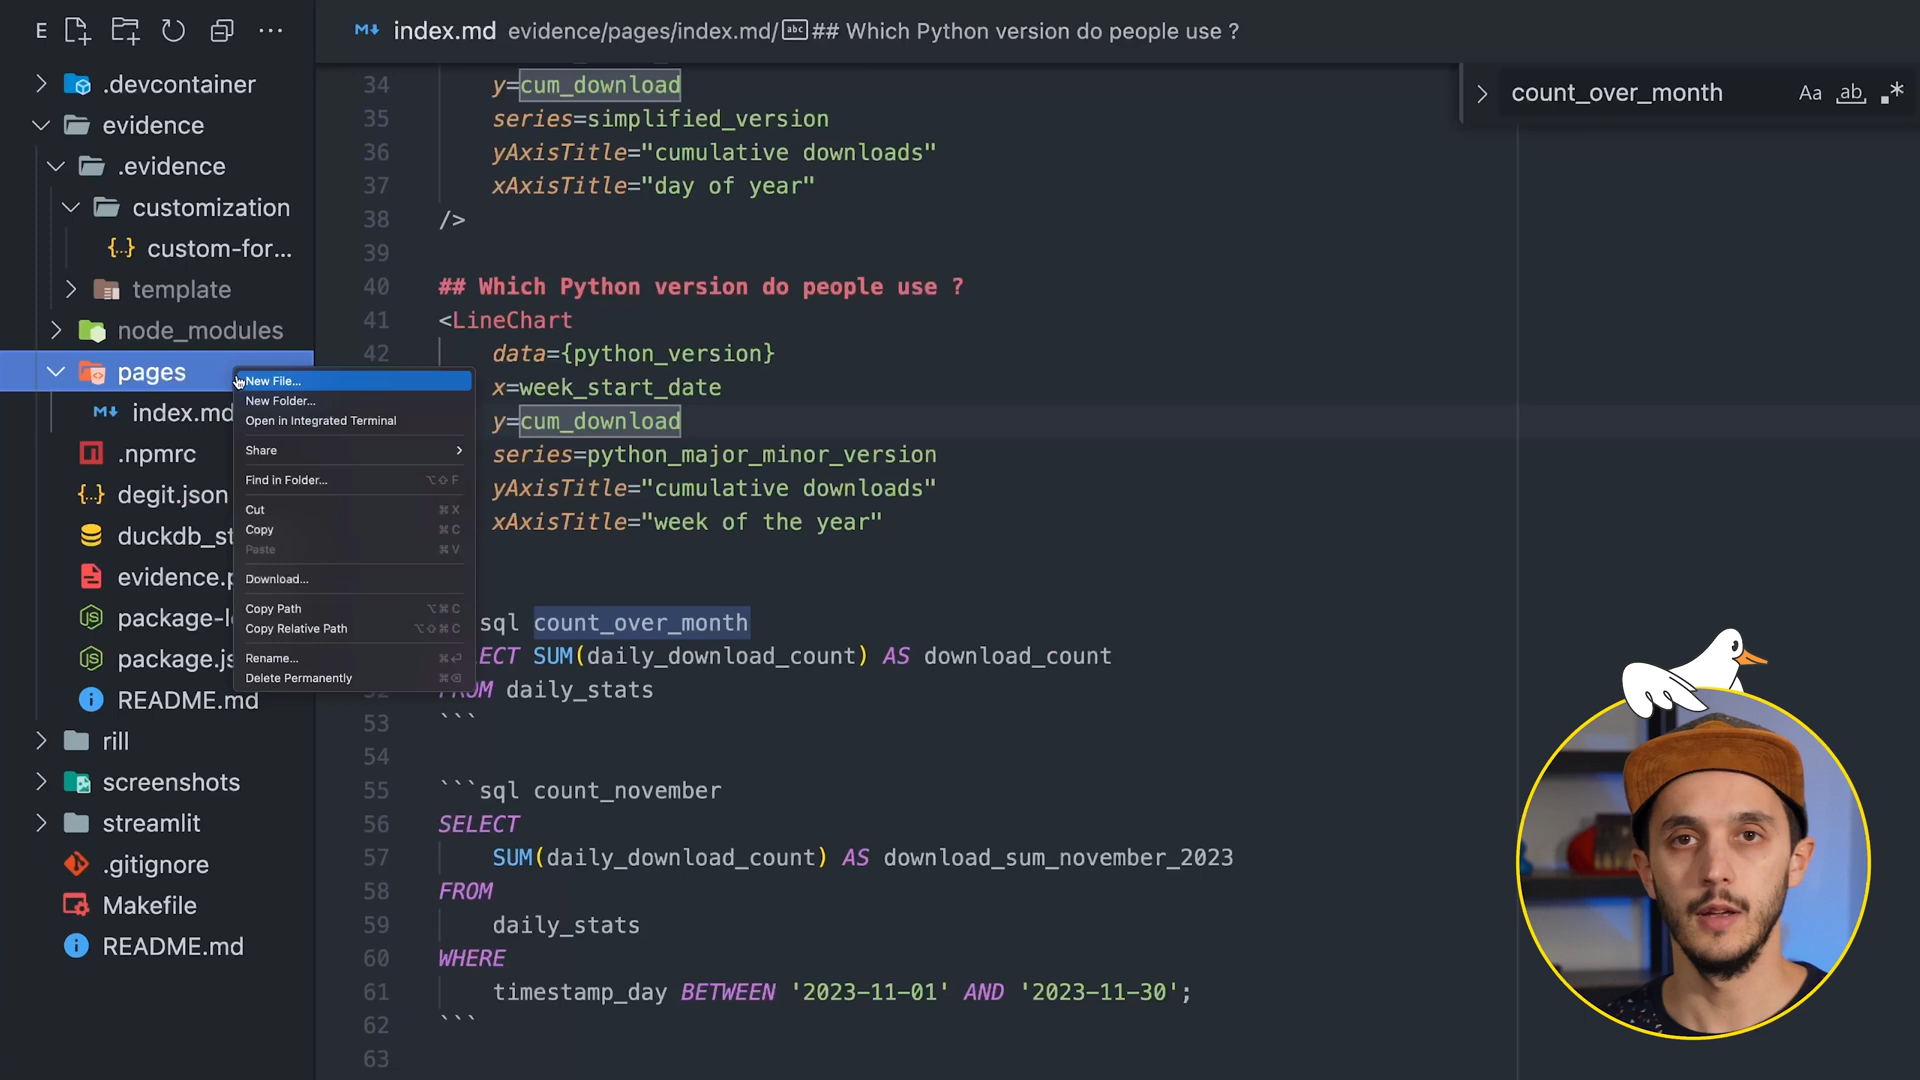 E
index.md evidence/pages/index.md/ abc ## Which Python version do people use ?
.devcontainer
evidence
.evidence
customization
custom-for...
template
node_modules
pages
index.md
.npmrc
degit.json
duckdb_st
evidence.p
package-l
package.js
README.md
rill
screenshots
streamlit
.gitignore
Makefile
README.md
New File...
New Folder...
Open in Integrated Terminal
Share
Find in Folder... ⌥⇧F
Cut ⌘X
Copy ⌘C
Paste ⌘V
Download...
Copy Path ⌥⌘C
Copy Relative Path ⌥⇧⌘C
Rename... ⌘⏎
Delete Permanently ⌘⌫
count_over_month Aa ab .*
34 y=cum_download
35 series=simplified_version
36 yAxisTitle="cumulative downloads"
37 xAxisTitle="day of year"
38 />
39
40 ## Which Python version do people use ?
41 <LineChart
42 data={python_version}
x=week_start_date
y=cum_download
series=python_major_minor_version
yAxisTitle="cumulative downloads"
xAxisTitle="week of the year"
sql count_over_month
ECT SUM(daily_download_count) AS download_count
52 FROM daily_stats
53 ```
54
55 ```sql count_november
56 SELECT
57 SUM(daily_download_count) AS download_sum_november_2023
58 FROM
59 daily_stats
60 WHERE
61 timestamp_day BETWEEN '2023-11-01' AND '2023-11-30';
62 ```
63